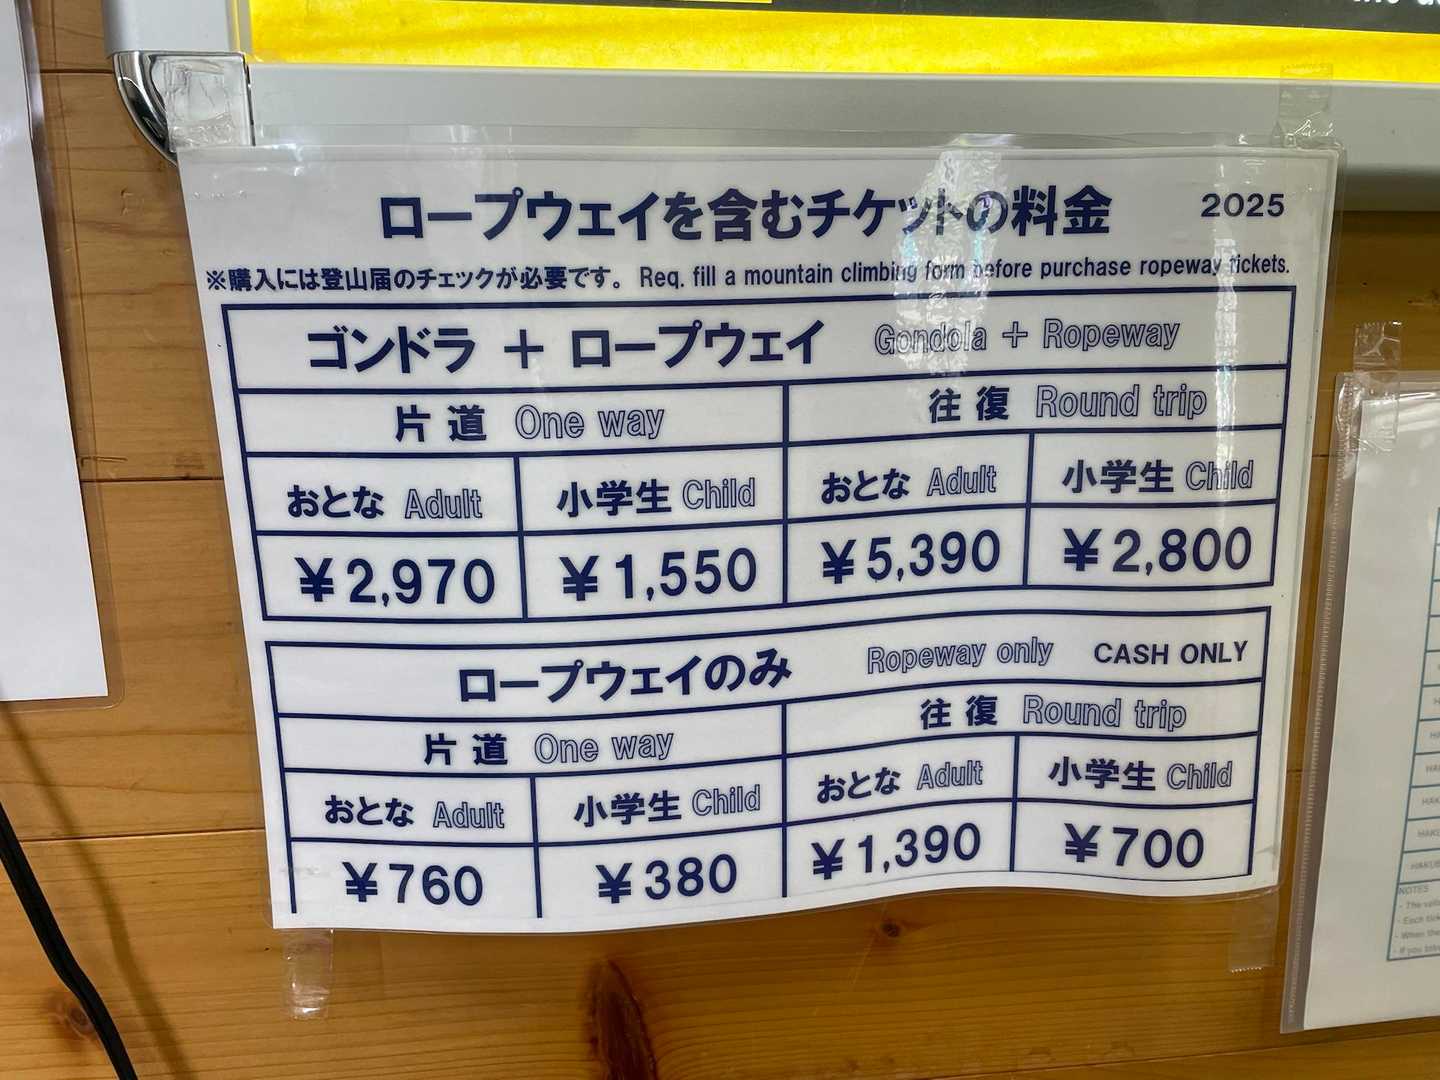 ロープウェイを含むチケットの料金 2025
※購入には登山届のチェックが必要です。 Req. fill a mountain climbing form before purchase ropeway tickets.
ゴンドラ + ロープウェイ Gondola + Ropeway
片道 One way 往復 Round trip
おとな Adult 小学生 Child おとな Adult 小学生 Child
¥2,970 ¥1,550 ¥5,390 ¥2,800
ロープウェイのみ Ropeway only CASH ONLY
片道 One way 往復 Round trip
おとな Adult 小学生 Child おとな Adult 小学生 Child
¥760 ¥380 ¥1,390 ¥700
NOTES